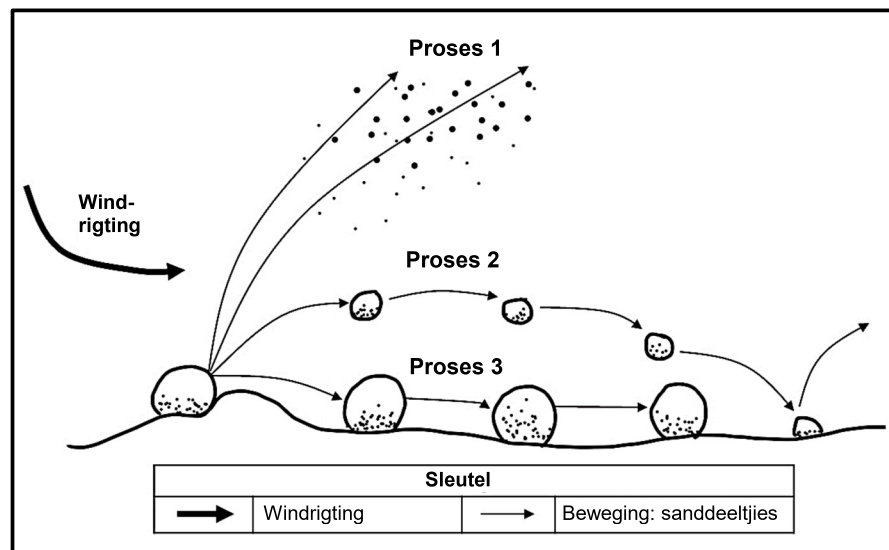 Proses 1
Wind-
rigting
Proses 2
Proses 3
Sleutel
Windrigting
Beweging: sanddeeltjies